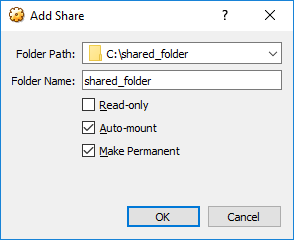 Add Share
Folder Path: C:\shared_folder
Folder Name: shared_folder
Read-only
Auto-mount
Make Permanent
OK Cancel